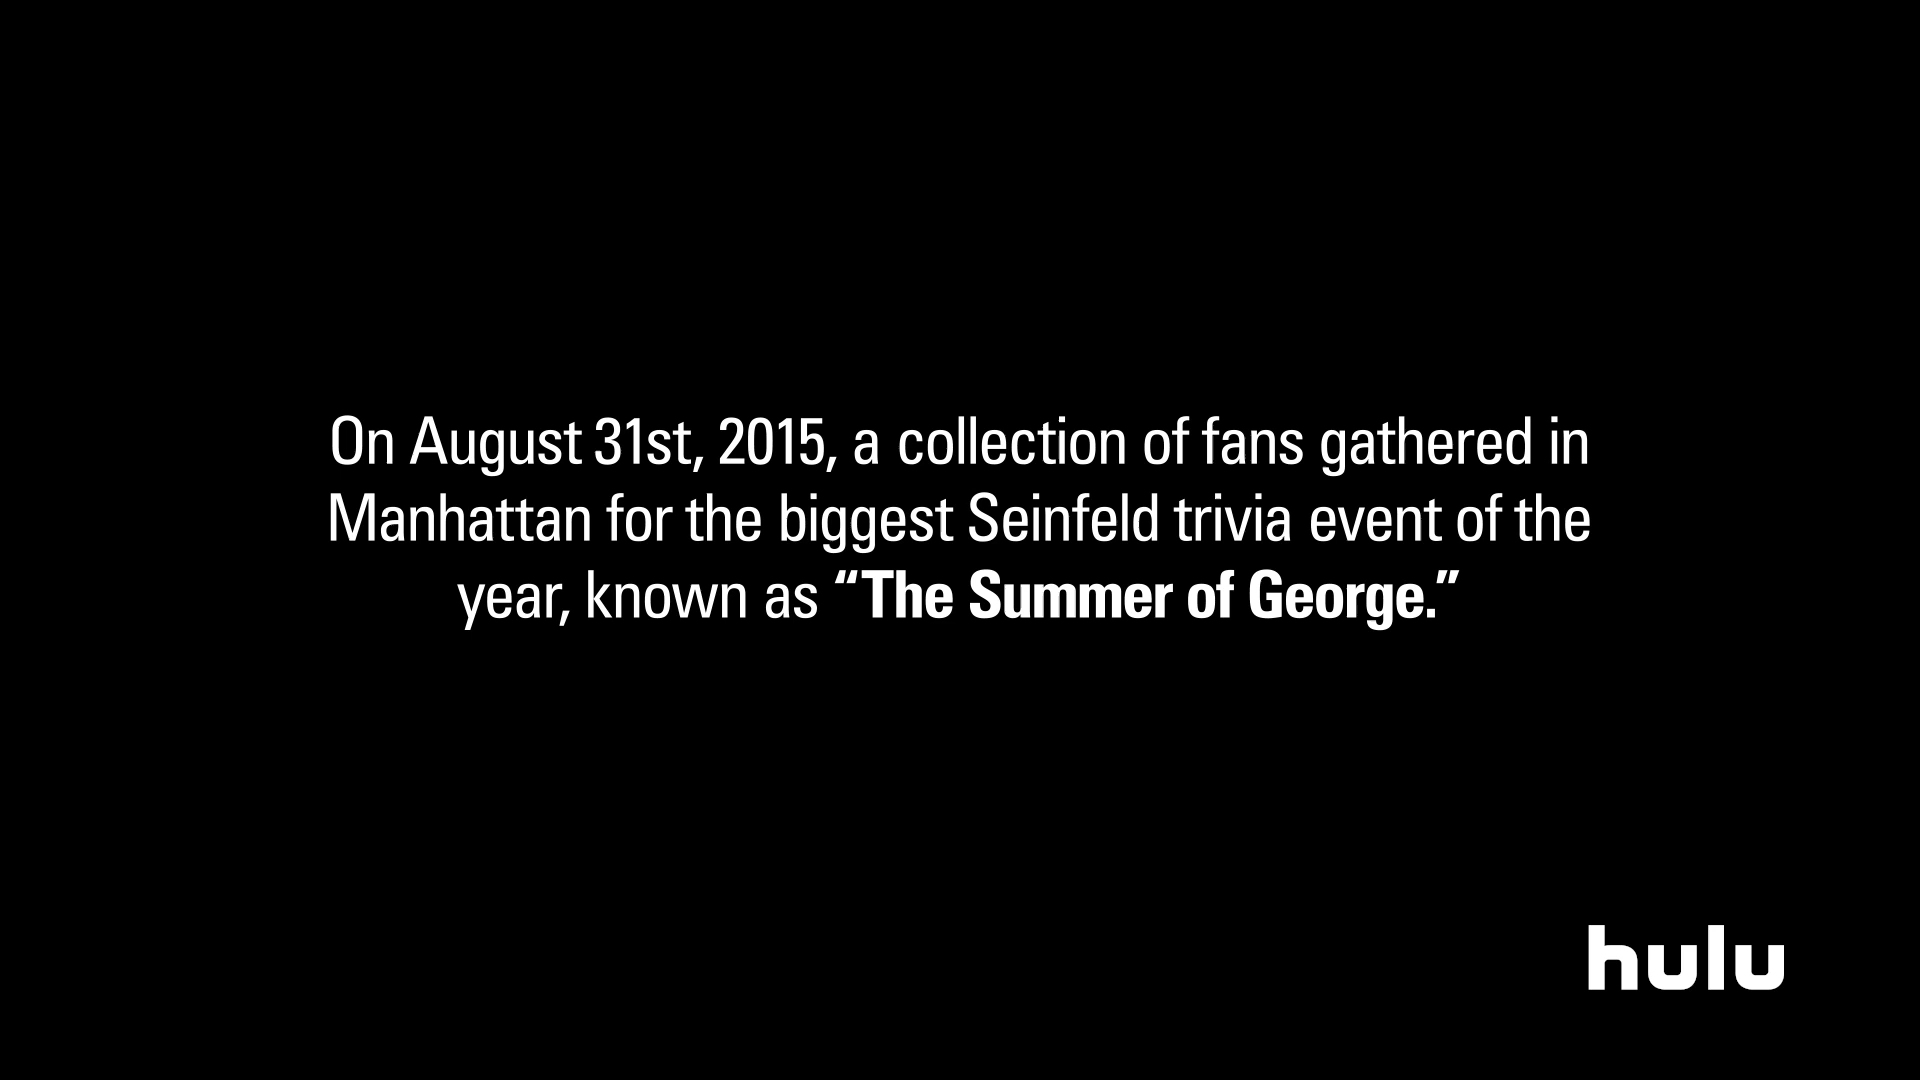 On August 31st, 2015, a collection of fans gathered in
Manhattan for the biggest Seinfeld trivia event of the
year, known as “The Summer of George.”
hulu